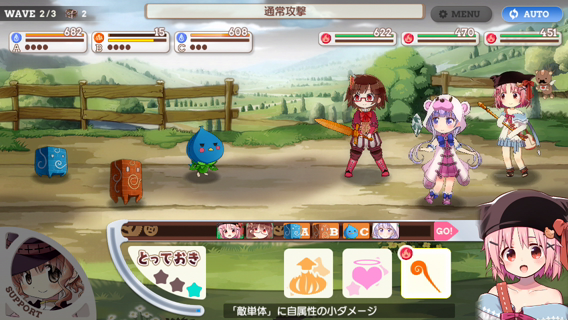 WAVE 2/3 2
通常攻撃
MENU
AUTO
682
15
608
622
470
451
A
B
C
A B C GO!
とっておき
SUPPORT
「敵単体」に自属性の小ダメージ